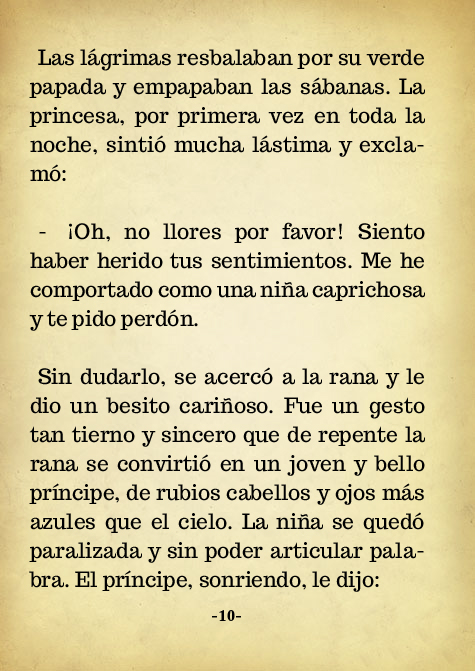 Las lágrimas resbalaban por su verde
papada y empapaban las sábanas. La
princesa, por primera vez en toda la
noche, sintió mucha lástima y excla-
mó:
- ¡Oh, no llores por favor! Siento
haber herido tus sentimientos. Me he
comportado como una niña caprichosa
y te pido perdón.
Sin dudarlo, se acercó a la rana y le
dio un besito cariñoso. Fue un gesto
tan tierno y sincero que de repente la
rana se convirtió en un joven y bello
príncipe, de rubios cabellos y ojos más
azules que el cielo. La niña se quedó
paralizada y sin poder articular pala-
bra. El príncipe, sonriendo, le dijo:
-10-